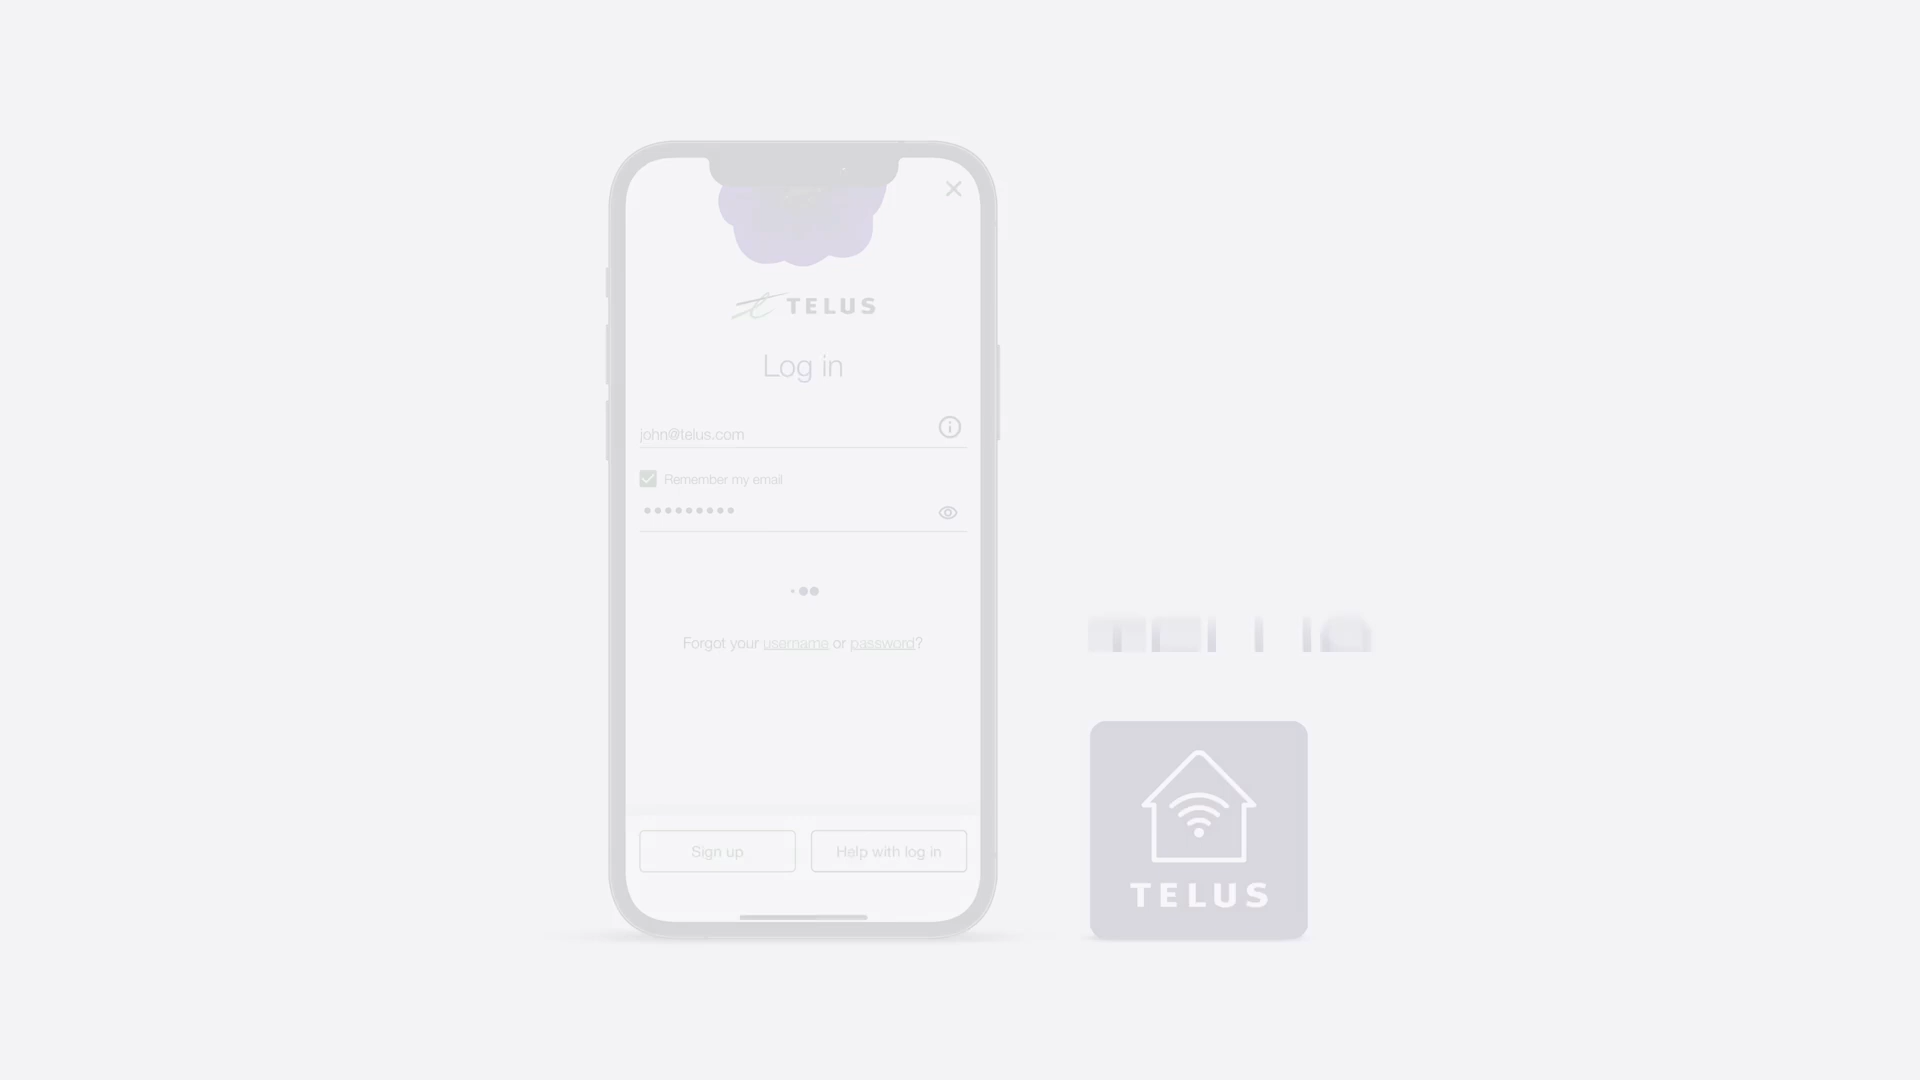 TELUS
Log in
john@telus.com
Remember my email
Forgot your username or password?
Sign up
Help with log in
TELUS